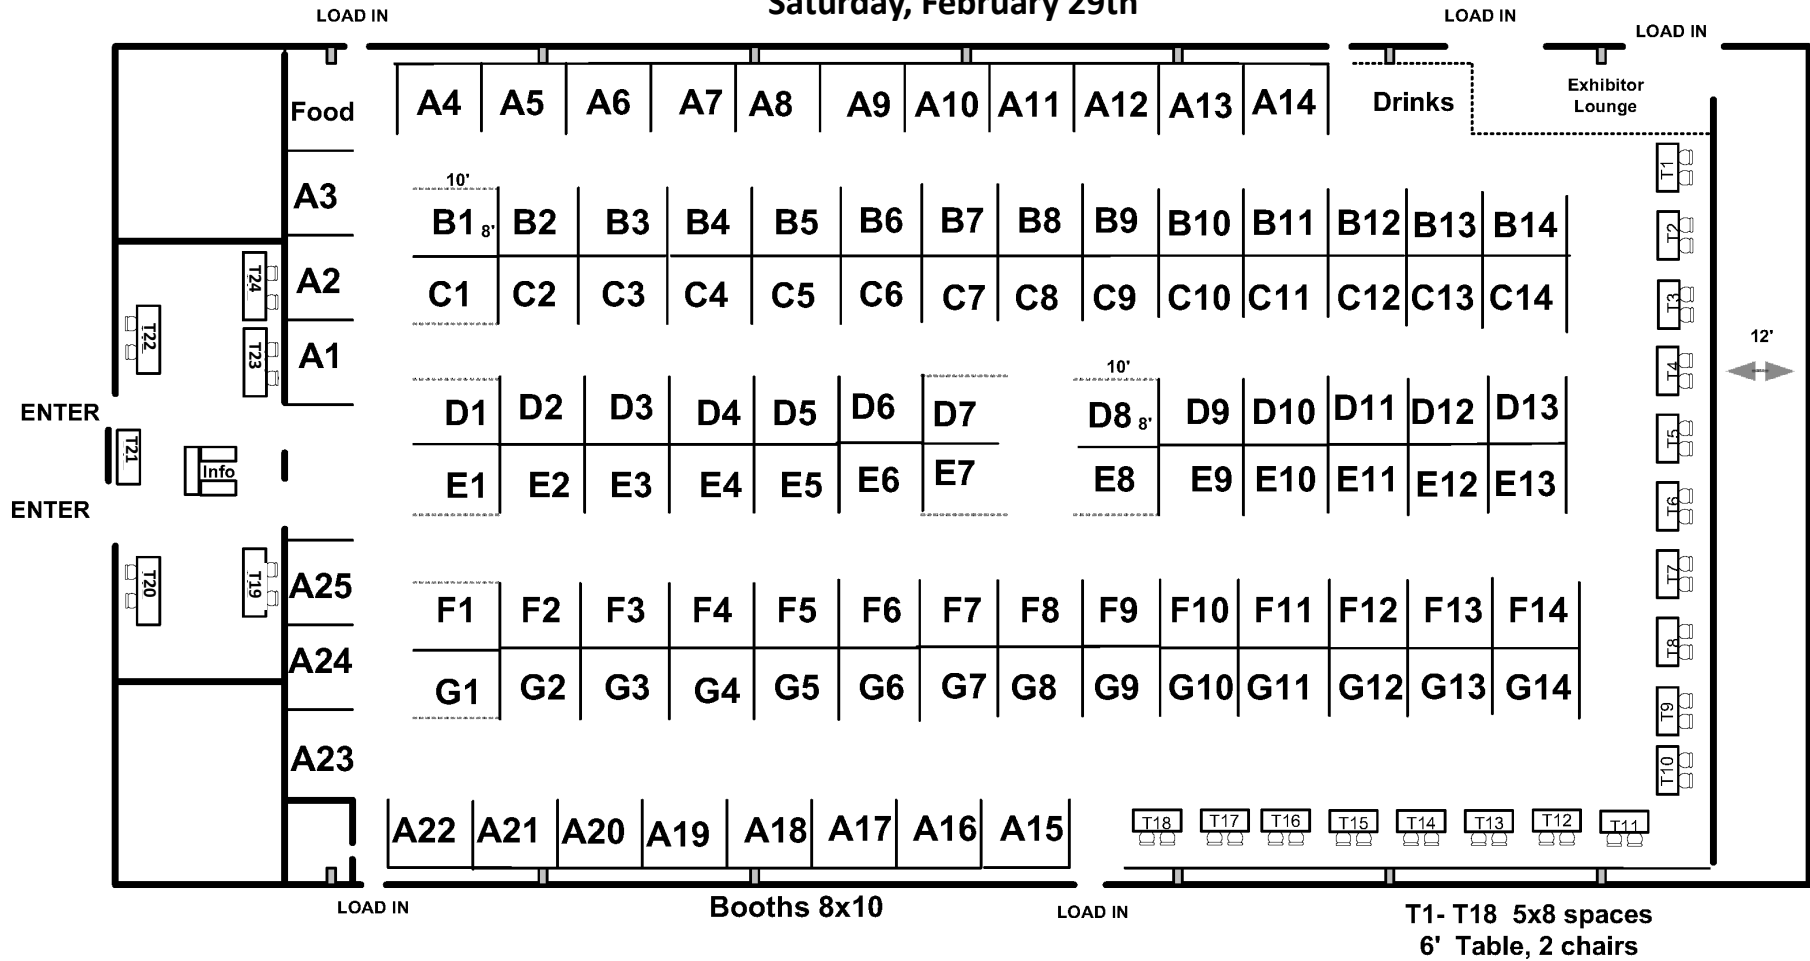 Saturday, February 29th
LOAD IN
LOAD IN
LOAD IN
Food
A4 A5 A6 A7 A8 A9 A10 A11 A12 A13 A14
Drinks
Exhibitor
Lounge
A3
A2
A1
10'
B1 8' B2 B3 B4 B5 B6 B7 B8 B9 B10 B11 B12 B13 B14
C1 C2 C3 C4 C5 C6 C7 C8 C9 C10 C11 C12 C13 C14
T24
T22
T23
10'
D1 D2 D3 D4 D5 D6 D7 D8 8' D9 D10 D11 D12 D13
E1 E2 E3 E4 E5 E6 E7 E8 E9 E10 E11 E12 E13
ENTER
T21
Info
ENTER
T20
T19
A25
A24
A23
F1 F2 F3 F4 F5 F6 F7 F8 F9 F10 F11 F12 F13 F14
G1 G2 G3 G4 G5 G6 G7 G8 G9 G10 G11 G12 G13 G14
T1
T2
T3
T4
T5
T6
T7
T8
T9
T10
12'
A22 A21 A20 A19 A18 A17 A16 A15
T18 T17 T16 T15 T14 T13 T12 T11
LOAD IN
Booths 8x10
LOAD IN
T1- T18 5x8 spaces
6' Table, 2 chairs